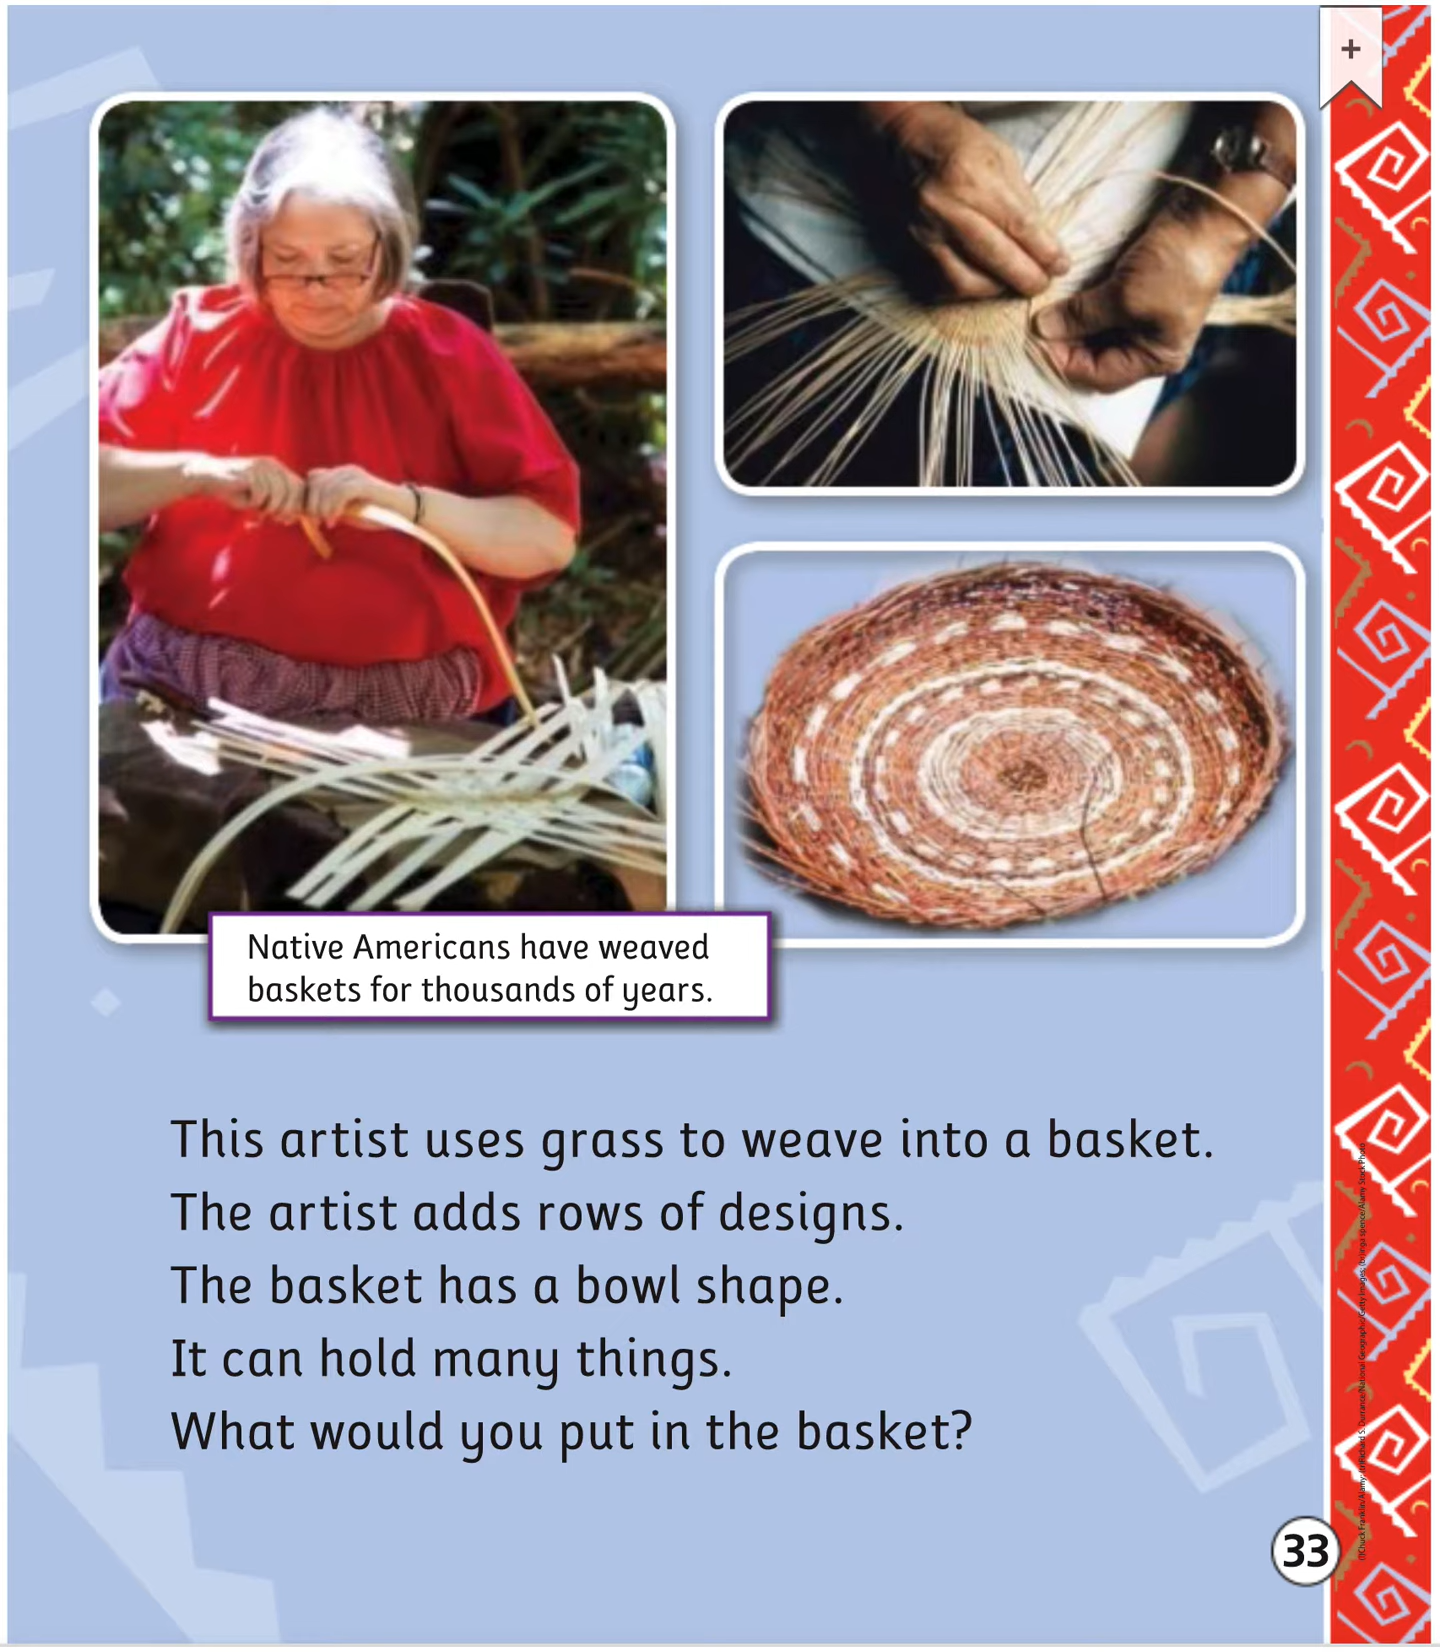 +
Native Americans have weaved
baskets for thousands of years.
This artist uses grass to weave into a basket.
The artist adds rows of designs.
The basket has a bowl shape.
It can hold many things.
What would you put in the basket?
33